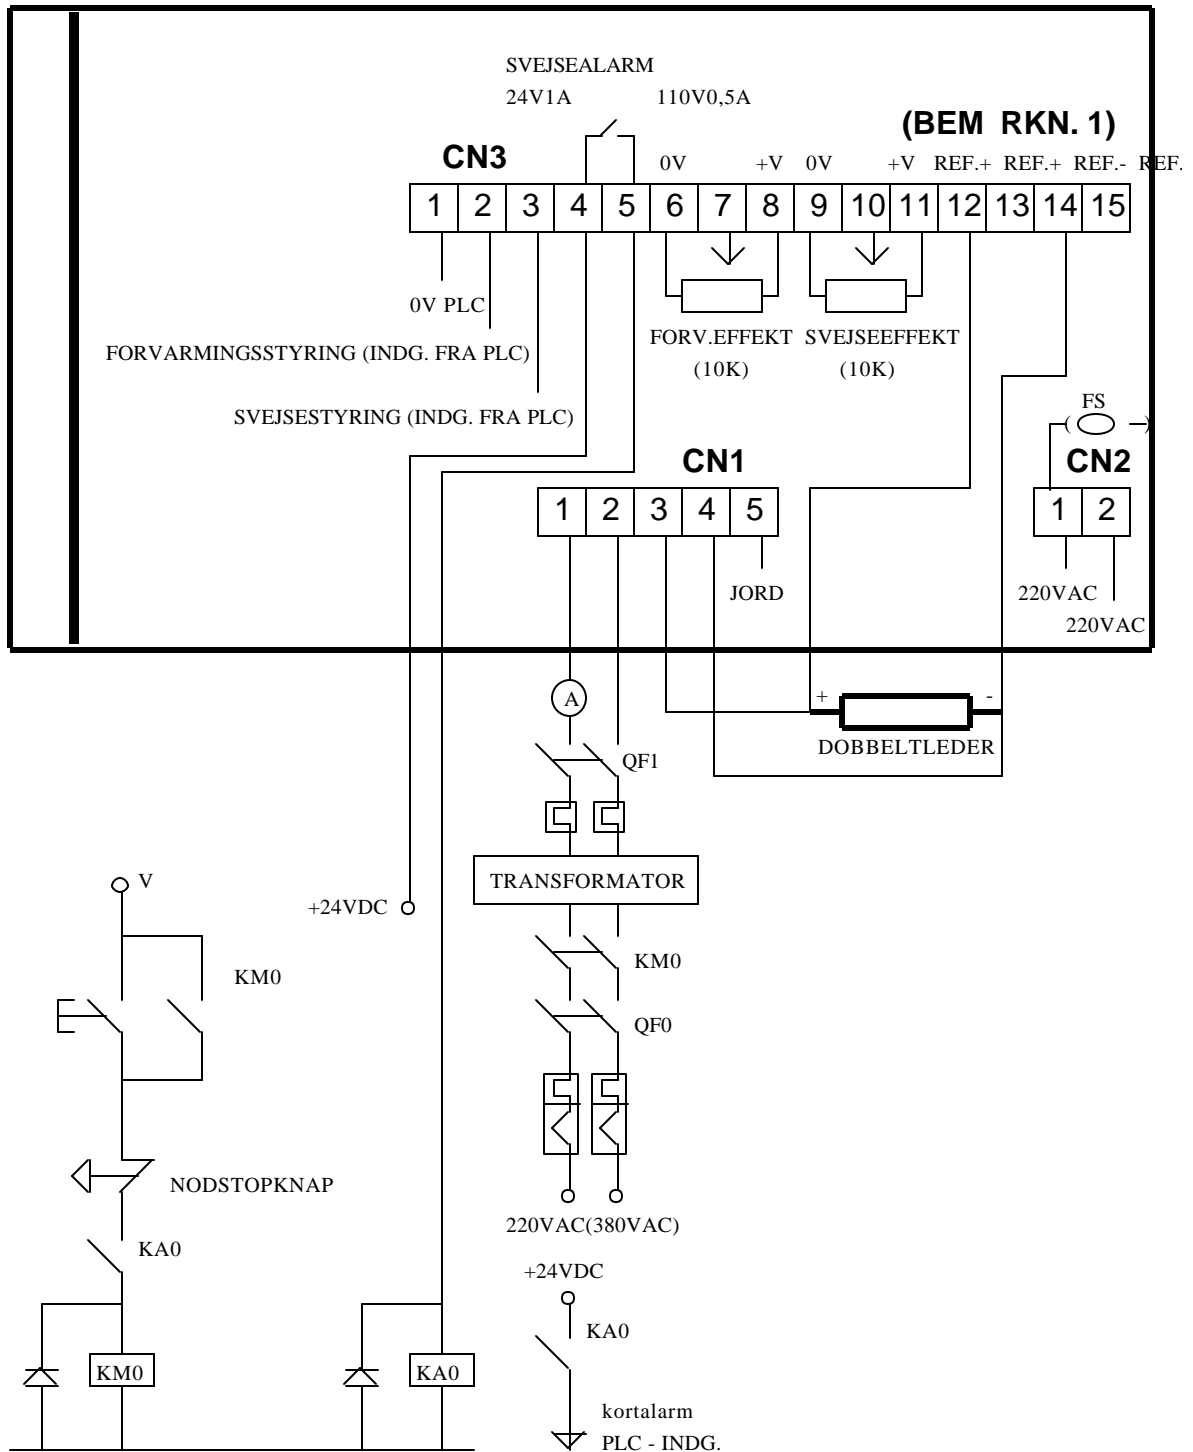 SVEJSEALARM
24V1A 110V0,5A
(BEM RKN. 1)
CN3
0V +V 0V +V REF.+ REF.+ REF.- REF.
1 2 3 4 5 6 7 8 9 10 11 12 13 14 15
0V PLC
FORV.EFFEKT SVEJSEEFFEKT
(10K) (10K)
FORVARMINGSSTYRING (INDG. FRA PLC)
SVEJSESTYRING (INDG. FRA PLC)
FS
CN1
CN2
1 2 3 4 5
1 2
JORD
220VAC
220VAC
A
+ -
DOBBELTLEDER
QF1
TRANSFORMATOR
V
+24VDC
KM0
KM0
QF0
NODSTOPKNAP
220VAC(380VAC)
KA0
+24VDC
KA0
KM0
KA0
kortalarm
PLC - INDG.